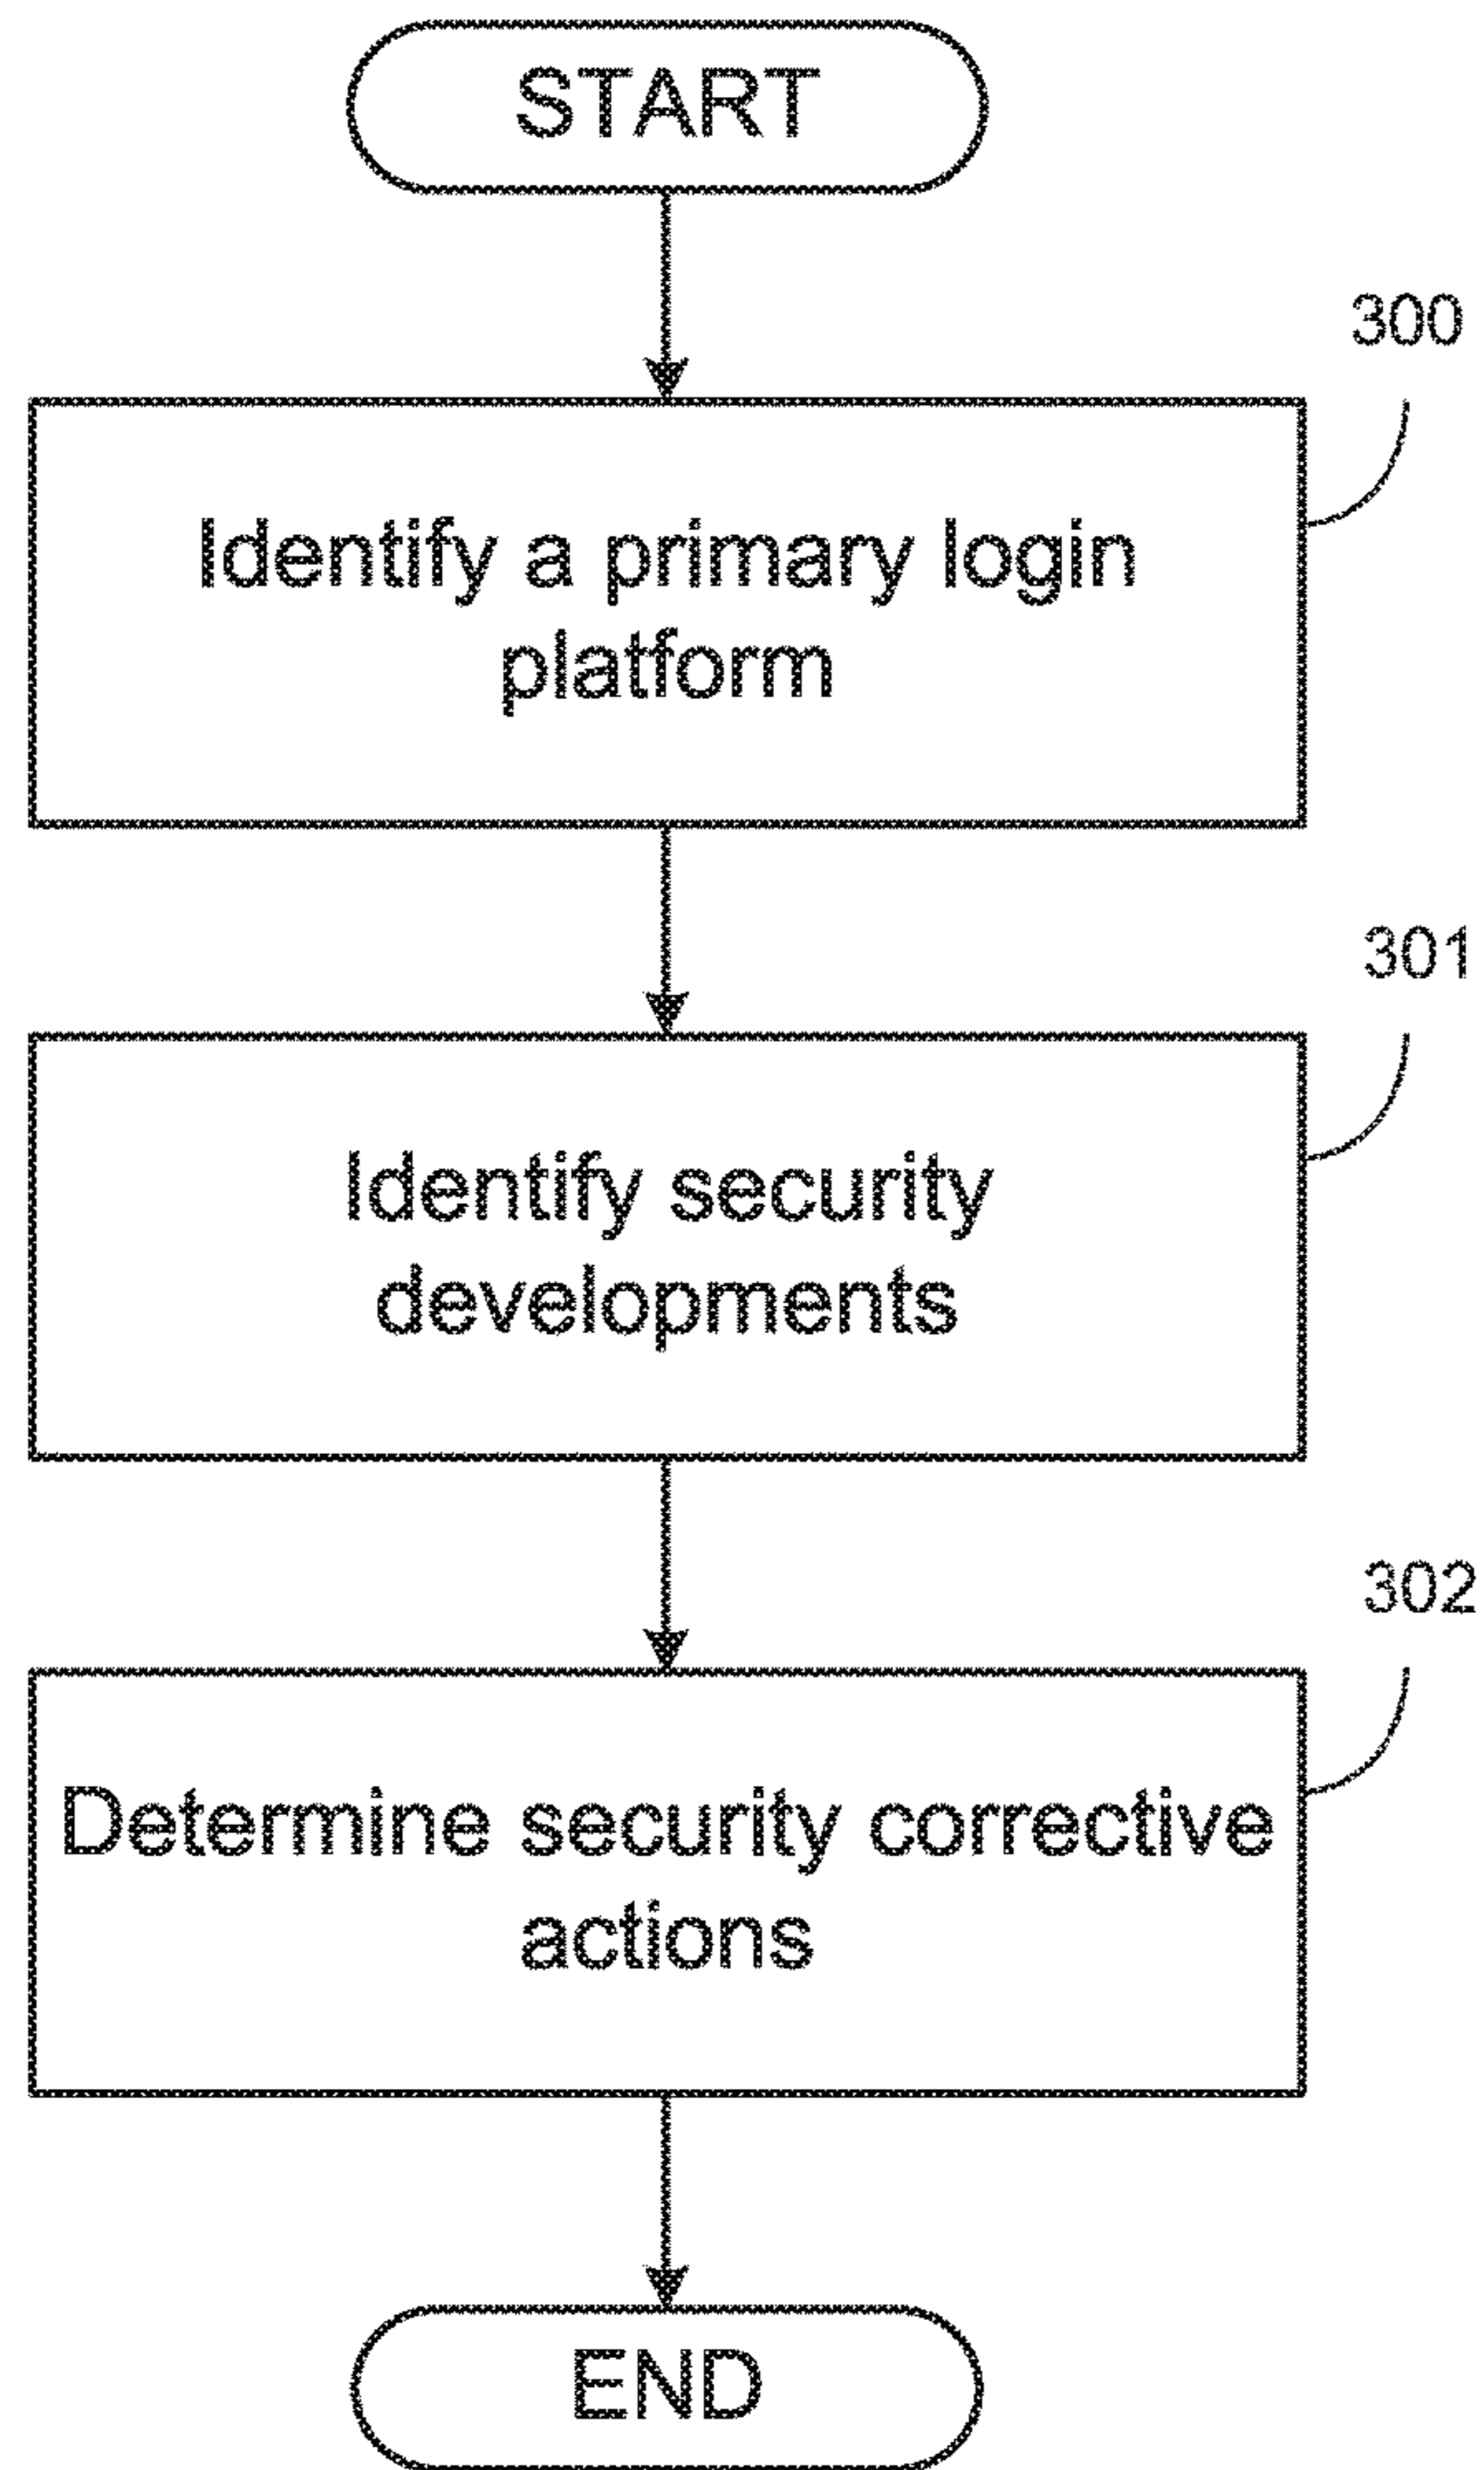 START
300
Identify a primary login
platform
301
Identify security
developments
302
Determine security corrective
actions
END